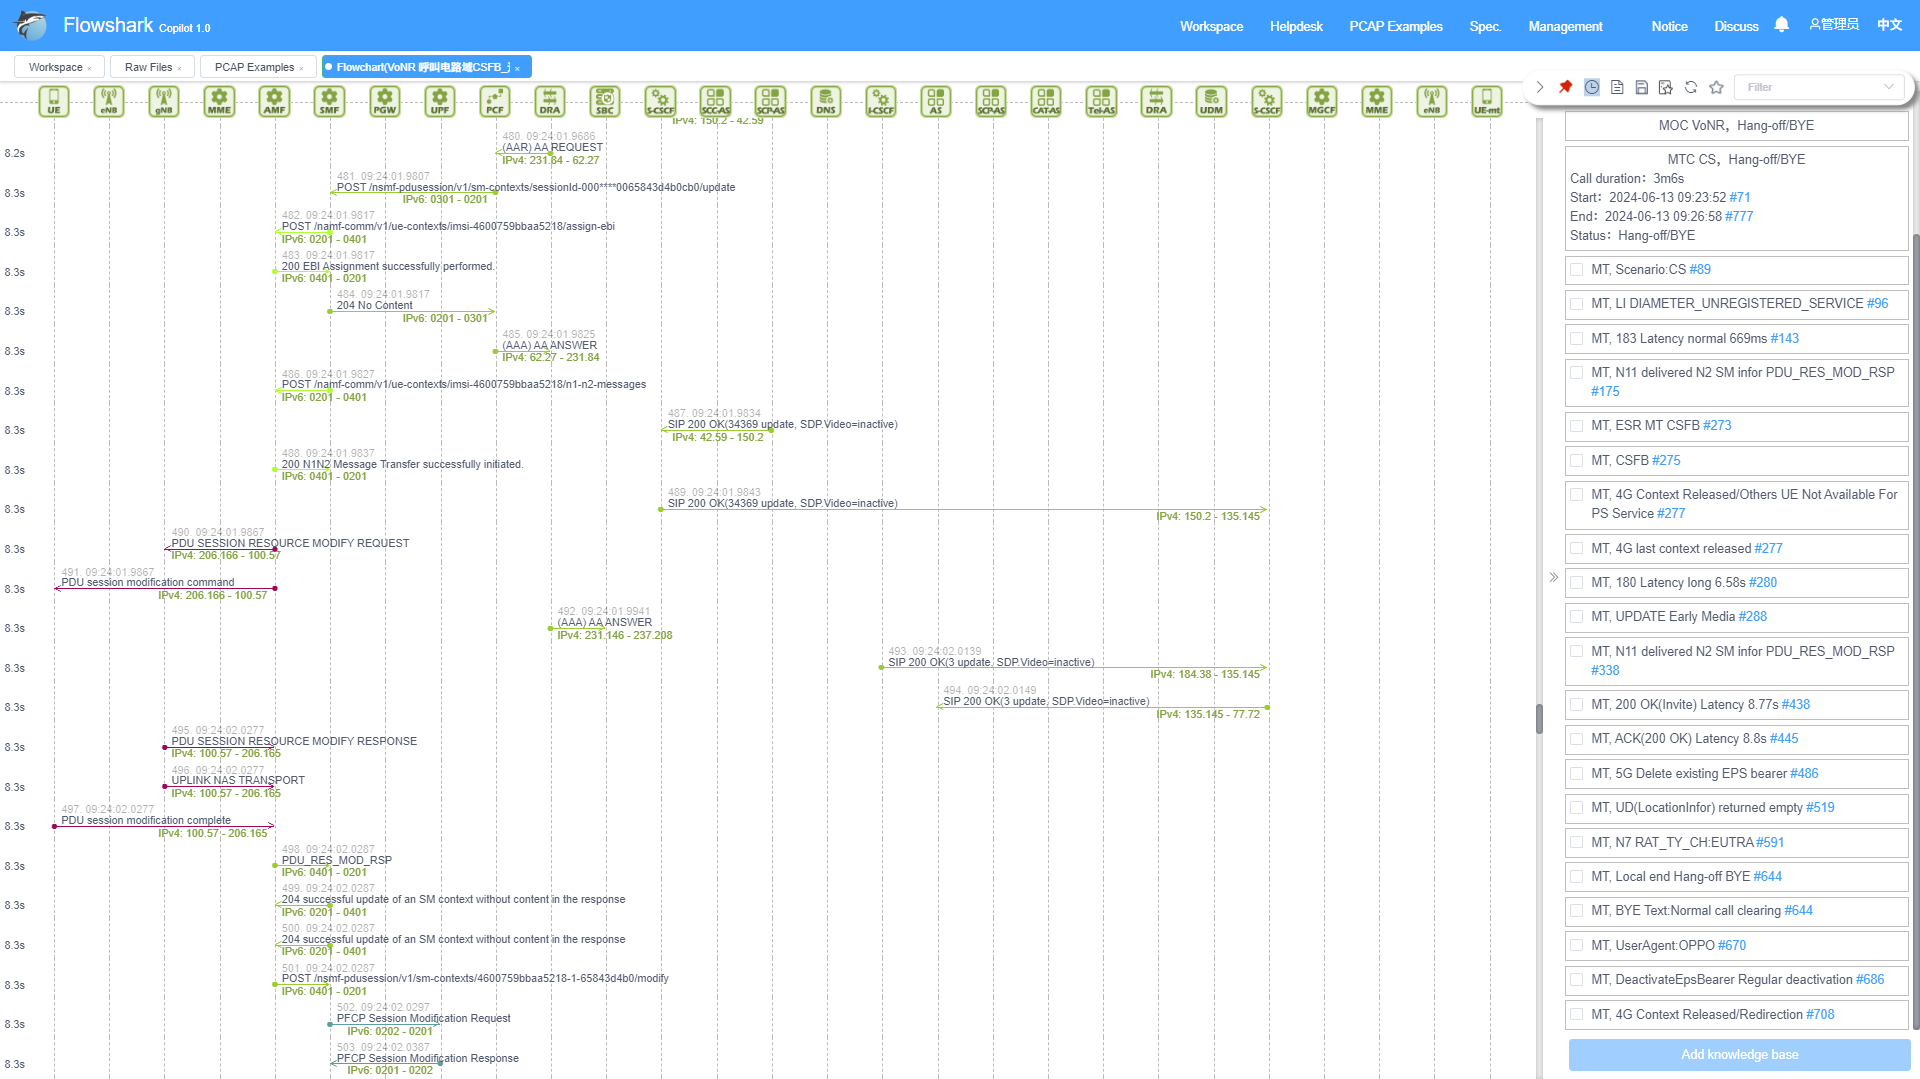 Flowshark Copilot 1.0
Workspace Helpdesk PCAP Examples Spec. Management Notice Discuss 管理员 中文
Workspace × Raw Files × PCAP Examples ×
UE eNB gNB MME AMF SMF PGW UPF PCF DRA SBC S-CSCF SCC-AS SCP-AS DNS I-CSCF AS SCP-AS CAT-AS Tel-AS DRA UDM S-CSCF MGCF MME eNB UE-mt
Filter
IPv4: 150.2 - 42.59
480. 09:24:01.9686
8.2s (AAR) AA REQUEST
IPv4: 231.84 - 62.27
481. 09:24:01.9807
8.3s POST /nsmf-pdusession/v1/sm-contexts/sessionId-000****0065843d4b0cb0/update
IPv6: 0301 - 0201
482. 09:24:01.9817
8.3s POST /namf-comm/v1/ue-contexts/imsi-4600759bbaa5218/assign-ebi
IPv6: 0201 - 0401
483. 09:24:01.9817
8.3s 200 EBI Assignment successfully performed.
IPv6: 0401 - 0201
484. 09:24:01.9817
8.3s 204 No Content
IPv6: 0201 - 0301
485. 09:24:01.9825
8.3s (AAA) AA ANSWER
IPv4: 62.27 - 231.84
486. 09:24:01.9827
8.3s POST /namf-comm/v1/ue-contexts/imsi-4600759bbaa5218/n1-n2-messages
IPv6: 0201 - 0401
487. 09:24:01.9834
8.3s SIP 200 OK(34369 update, SDP.Video=inactive)
IPv4: 42.59 - 150.2
488. 09:24:01.9837
8.3s 200 N1N2 Message Transfer successfully initiated.
IPv6: 0401 - 0201
489. 09:24:01.9843
8.3s SIP 200 OK(34369 update, SDP.Video=inactive)
IPv4: 150.2 - 135.145
490. 09:24:01.9867
8.3s PDU SESSION RESOURCE MODIFY REQUEST
IPv4: 206.166 - 100.57
491. 09:24:01.9867
8.3s PDU session modification command
IPv4: 206.166 - 100.57
492. 09:24:01.9941
8.3s (AAA) AA ANSWER
IPv4: 231.146 - 237.208
493. 09:24:02.0139
8.3s SIP 200 OK(3 update, SDP.Video=inactive)
IPv4: 184.38 - 135.145
494. 09:24:02.0149
8.3s SIP 200 OK(3 update, SDP.Video=inactive)
IPv4: 135.145 - 77.72
495. 09:24:02.0277
8.3s PDU SESSION RESOURCE MODIFY RESPONSE
IPv4: 100.57 - 206.165
496. 09:24:02.0277
8.3s UPLINK NAS TRANSPORT
IPv4: 100.57 - 206.165
497. 09:24:02.0277
8.3s PDU session modification complete
IPv4: 100.57 - 206.165
498. 09:24:02.0287
8.3s PDU_RES_MOD_RSP
IPv6: 0401 - 0201
499. 09:24:02.0287
8.3s 204 successful update of an SM context without content in the response
IPv6: 0201 - 0401
500. 09:24:02.0287
8.3s 204 successful update of an SM context without content in the response
IPv6: 0201 - 0401
501. 09:24:02.0287
8.3s POST /nsmf-pdusession/v1/sm-contexts/4600759bbaa5218-1-65843d4b0/modify
IPv6: 0401 - 0201
502. 09:24:02.0297
8.3s PFCP Session Modification Request
IPv6: 0202 - 0201
503. 09:24:02.0387
8.3s PFCP Session Modification Response
IPv6: 0201 - 0202
MOC VoNR，Hang-off/BYE
MTC CS，Hang-off/BYE
Call duration：3m6s
Start：2024-06-13 09:23:52 #71
End：2024-06-13 09:26:58 #777
Status：Hang-off/BYE
MT, Scenario:CS #89
MT, LI DIAMETER_UNREGISTERED_SERVICE #96
MT, 183 Latency normal 669ms #143
MT, N11 delivered N2 SM infor PDU_RES_MOD_RSP
#175
MT, ESR MT CSFB #273
MT, CSFB #275
MT, 4G Context Released/Others UE Not Available For
PS Service #277
MT, 4G last context released #277
MT, 180 Latency long 6.58s #280
MT, UPDATE Early Media #288
MT, N11 delivered N2 SM infor PDU_RES_MOD_RSP
#338
MT, 200 OK(Invite) Latency 8.77s #438
MT, ACK(200 OK) Latency 8.8s #445
MT, 5G Delete existing EPS bearer #486
MT, UD(LocationInfor) returned empty #519
MT, N7 RAT_TY_CH:EUTRA #591
MT, Local end Hang-off BYE #644
MT, BYE Text:Normal call clearing #644
MT, UserAgent:OPPO #670
MT, DeactivateEpsBearer Regular deactivation #686
MT, 4G Context Released/Redirection #708
Add knowledge base